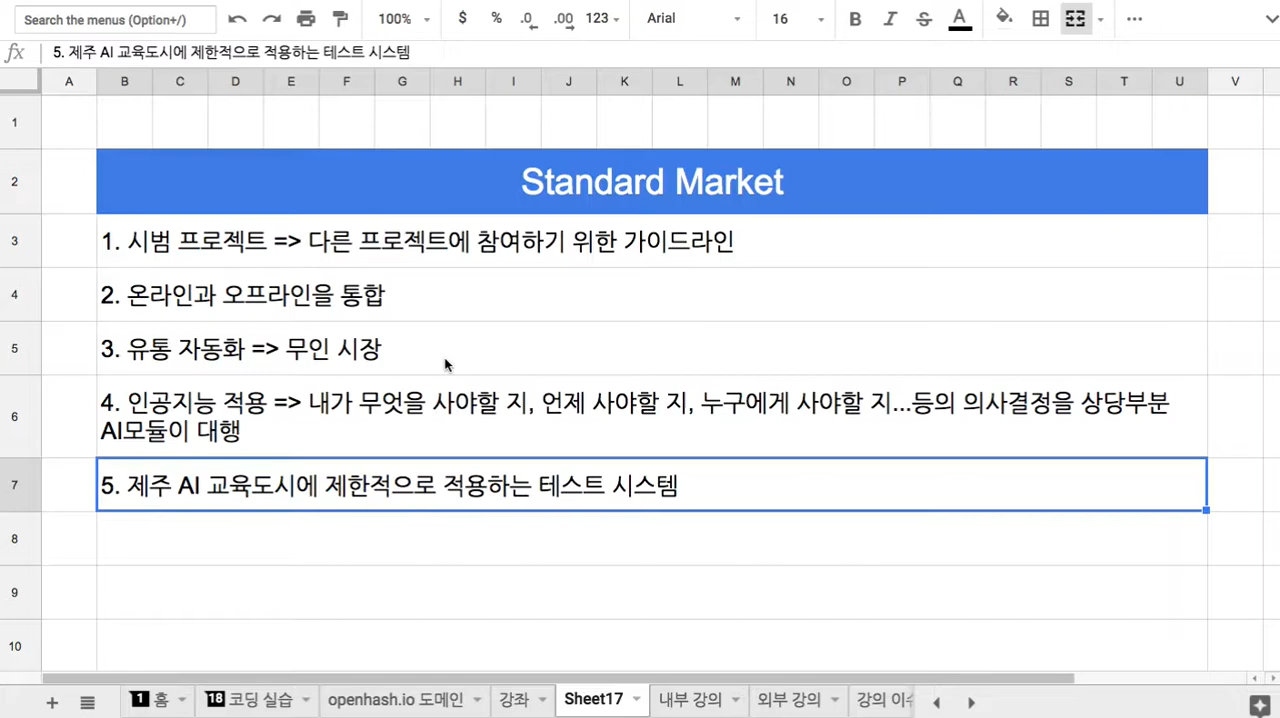 Search the menus (Option+/)
100%
$ % .0 .00 123
Arial
16
B I S A
fx
5. 제주 AI 교육도시에 제한적으로 적용하는 테스트 시스템
A B C D E F G H I J K L M N O P Q R S T U V
1
2
Standard Market
3
1. 시범 프로젝트 => 다른 프로젝트에 참여하기 위한 가이드라인
4
2. 온라인과 오프라인을 통합
5
3. 유통 자동화 => 무인 시장
6
4. 인공지능 적용 => 내가 무엇을 사야할 지, 언제 사야할 지, 누구에게 사야할 지...등의 의사결정을 상당부분
AI모듈이 대행
7
5. 제주 AI 교육도시에 제한적으로 적용하는 테스트 시스템
8
9
10
1 홈
18 코딩 실습
openhash.io 도메인
강좌
Sheet17
내부 강의
외부 강의
강의 이수